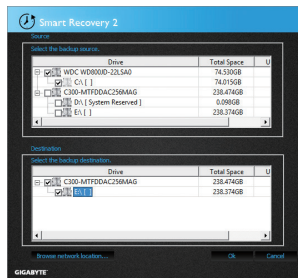 Smart Recovery 2
Source
Select the backup source.
Drive Total Space U
WDC WD800JD-22LSA0 74.530GB
C:\ [ ] 74.015GB
C300-MTFDDAC256MAG 238.474GB
D:\ [ System Reserved ] 0.098GB
E:\ [ ] 238.374GB
Destination
Select the backup destination.
Drive Total Space U
C300-MTFDDAC256MAG 238.474GB
E:\ [ ] 238.374GB
Browse network location.... Ok Cancel
GIGABYTE